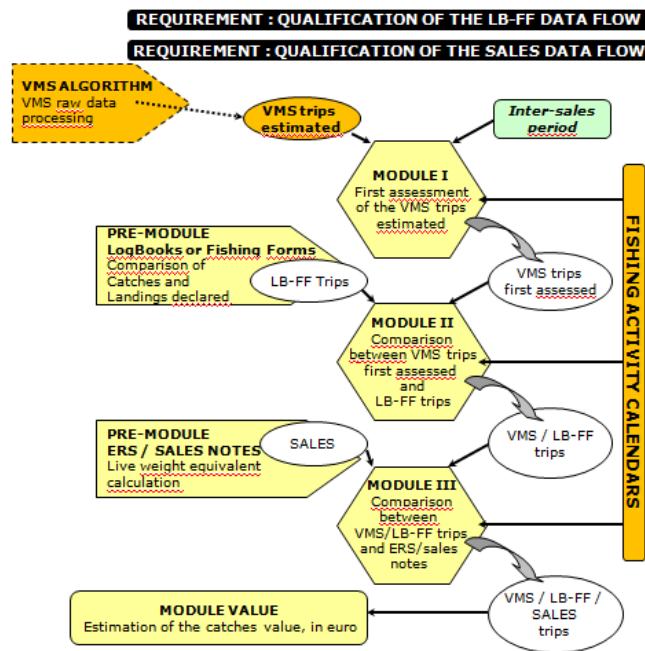 REQUIREMENT : QUALIFICATION OF THE LB-FF DATA FLOW
REQUIREMENT : QUALIFICATION OF THE SALES DATA FLOW
VMS ALGORITHM
VMS raw data
processing
VMS trips
estimated
Inter-sales
period
MODULE I
First assessment
of the VMS trips
estimated
PRE-MODULE
LogBooks or Fishing Forms
Comparison of
Catches and
Landings declared
LB-FF Trips
VMS trips
first assessed
MODULE II
Comparison
between VMS trips
first assessed
and
LB-FF trips
PRE-MODULE
ERS / SALES NOTES
Live weight equivalent
calculation
SALES
VMS / LB-FF
trips
MODULE III
Comparison
between
VMS/LB-FF trips
and ERS/sales
notes
MODULE VALUE
Estimation of the catches value, in euro
VMS / LB-FF /
SALES
trips
FISHING ACTIVITY CALENDARS